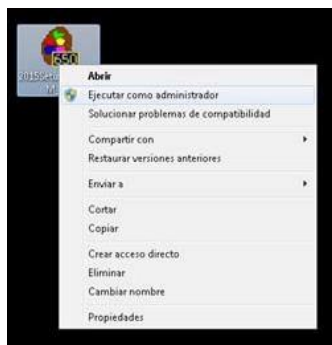 650
2015Setu
M
Abrir
Ejecutar como administrador
Solucionar problemas de compatibilidad
Compartir con
Restaurar versiones anteriores
Enviar a
Cortar
Copiar
Crear acceso directo
Eliminar
Cambiar nombre
Propiedades